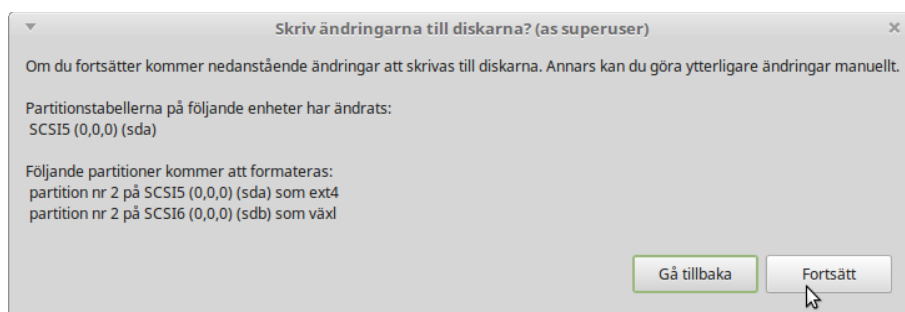 Skriv ändringarna till diskarna? (as superuser)
Om du fortsätter kommer nedanstående ändringar att skrivas till diskarna. Annars kan du göra ytterligare ändringar manuellt.
Partitionstabellerna på följande enheter har ändrats:
SCSI5 (0,0,0) (sda)
Följande partitioner kommer att formateras:
partition nr 2 på SCSI5 (0,0,0) (sda) som ext4
partition nr 2 på SCSI6 (0,0,0) (sdb) som växl
Gå tillbaka
Fortsätt